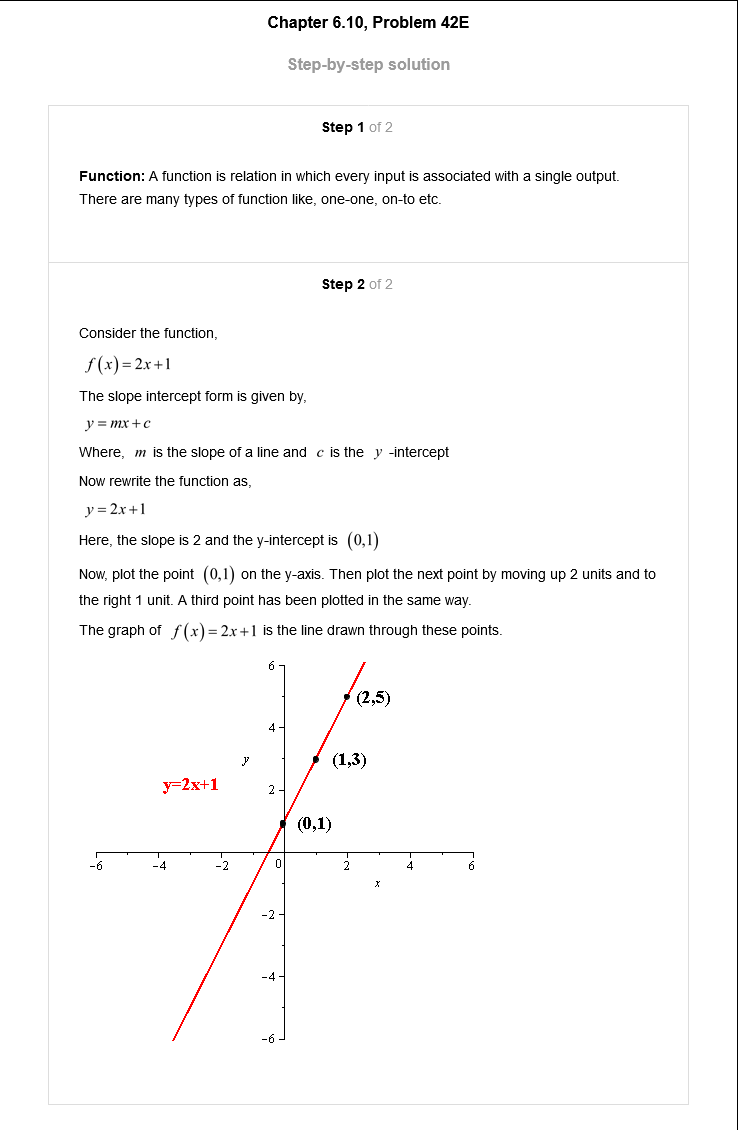 Chapter 6.10, Problem 42E
Step-by-step solution
Step 1 of 2
Function: A function is relation in which every input is associated with a single output.
There are many types of function like, one-one, on-to etc.
Step 2 of 2
Consider the function,
f(x)=2x+1
The slope intercept form is given by,
y=mx+c
Where, m is the slope of a line and c is the y -intercept
Now rewrite the function as,
y=2x+1
Here, the slope is 2 and the y-intercept is (0,1)
Now, plot the point (0,1) on the y-axis. Then plot the next point by moving up 2 units and to
the right 1 unit. A third point has been plotted in the same way.
The graph of f(x)=2x+1 is the line drawn through these points.
6
(2,5)
4
y
(1,3)
y=2x+1
2
(0,1)
-6 -4 -2 0 2 4 6
x
-2
-4
-6